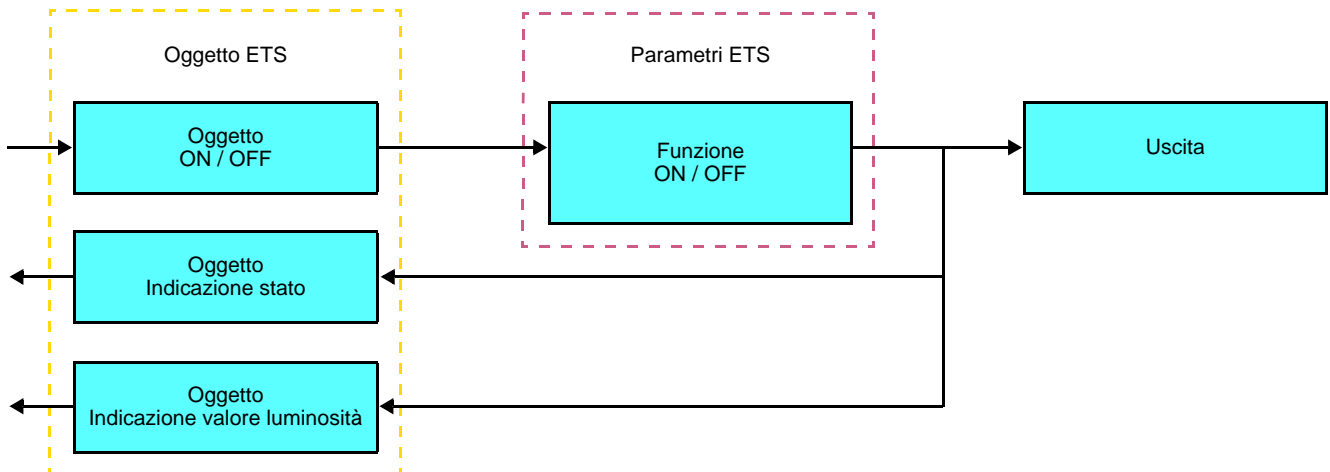 Oggetto ETS
Parametri ETS
Oggetto
ON / OFF
Funzione
ON / OFF
Uscita
Oggetto
Indicazione stato
Oggetto
Indicazione valore luminosità